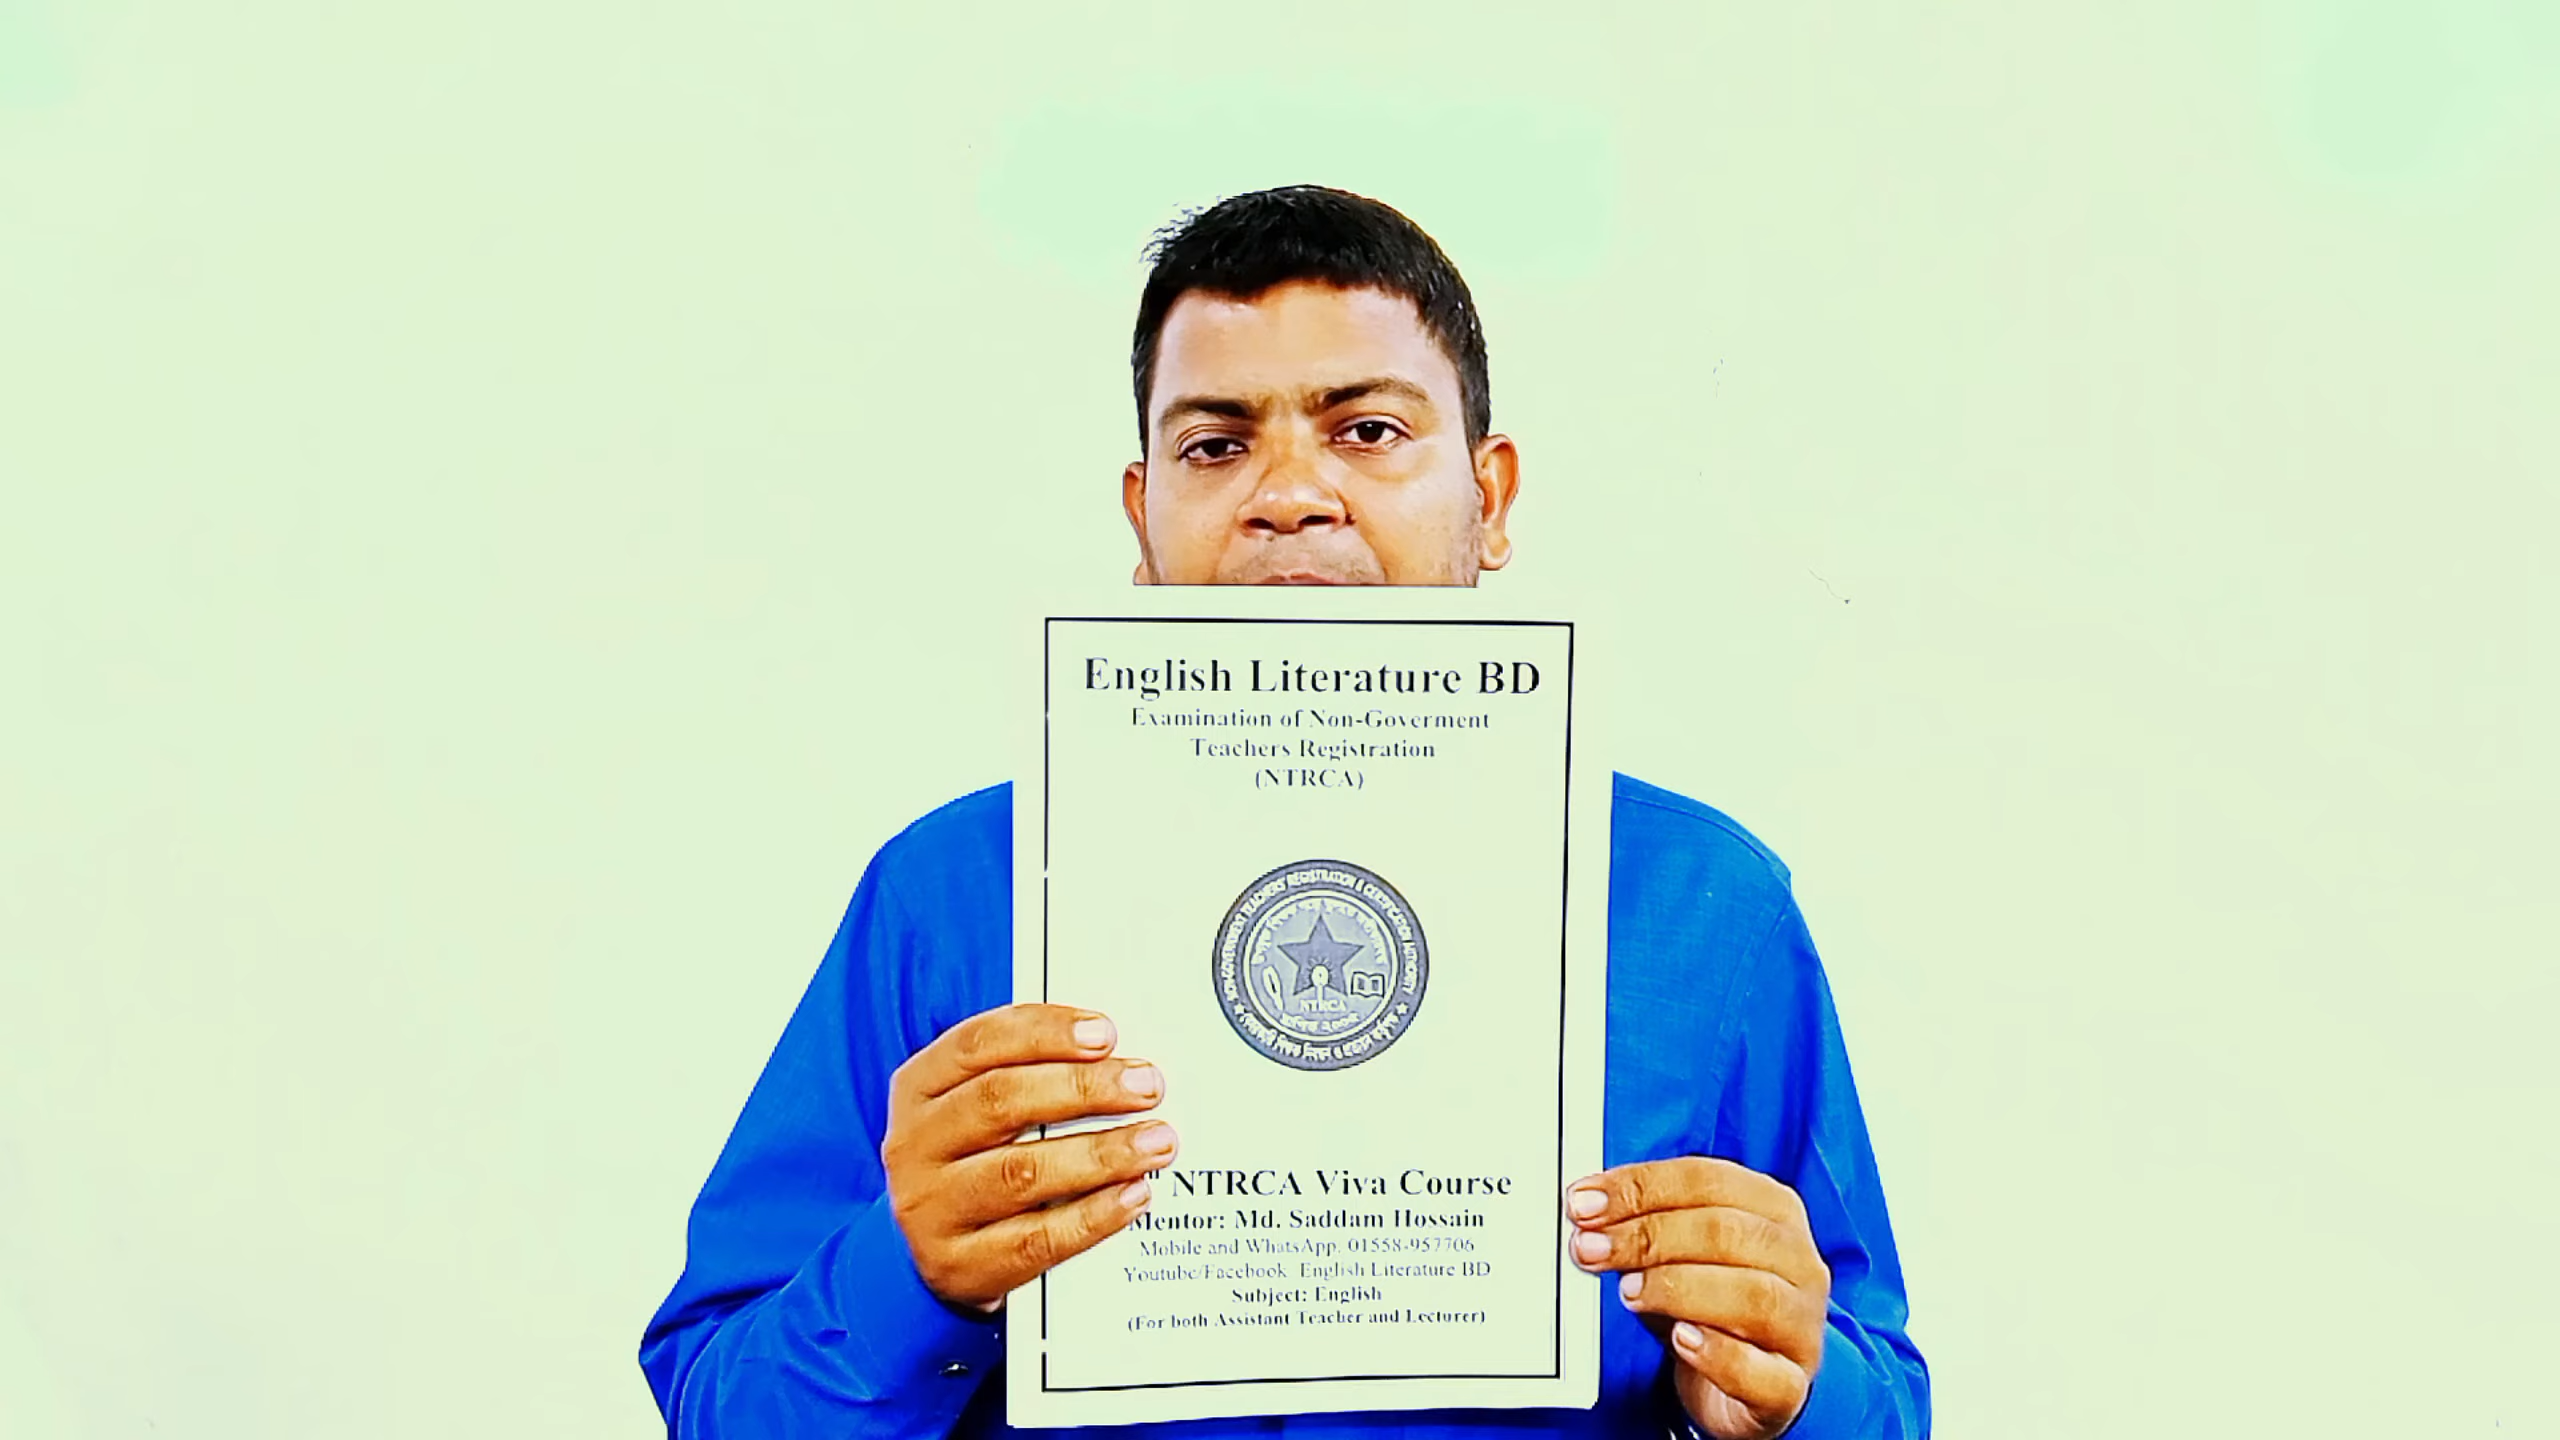 English Literature BD
Examination of Non-Goverment
Teachers Registration
(NTRCA)
NTRCA
NTRCA Viva Course
Mentor: Md. Saddam Hossain
Mobile and WhatsApp: 01558-957706
Youtube/Facebook: English Literature BD
Subject: English
(For both Assistant Teacher and Lecturer)